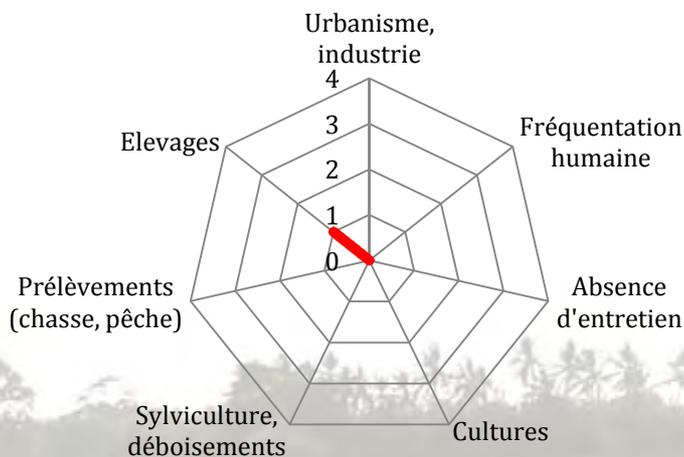 Urbanisme,
industrie
4
3
2
1
0
Fréquentation
humaine
Absence
d'entretien
Cultures
Sylviculture,
déboisements
Prélèvements
(chasse, pêche)
Elevages